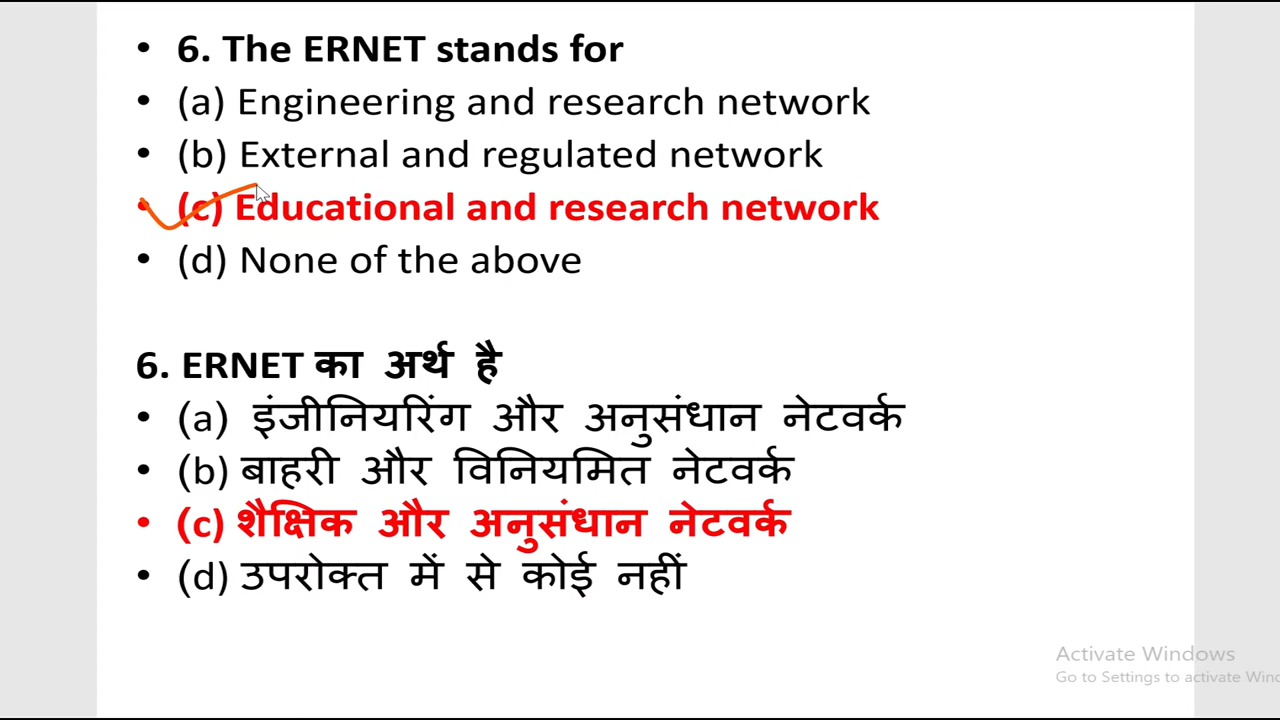 • 6. The ERNET stands for
• (a) Engineering and research network
• (b) External and regulated network
• (c) Educational and research network
• (d) None of the above
6. ERNET का अर्थ है
• (a) इंजीनियरिंग और अनुसंधान नेटवर्क
• (b) बाहरी और विनियमित नेटवर्क
• (c) शैक्षिक और अनुसंधान नेटवर्क
• (d) उपरोक्त में से कोई नहीं
Activate Windows
Go to Settings to activate Wind